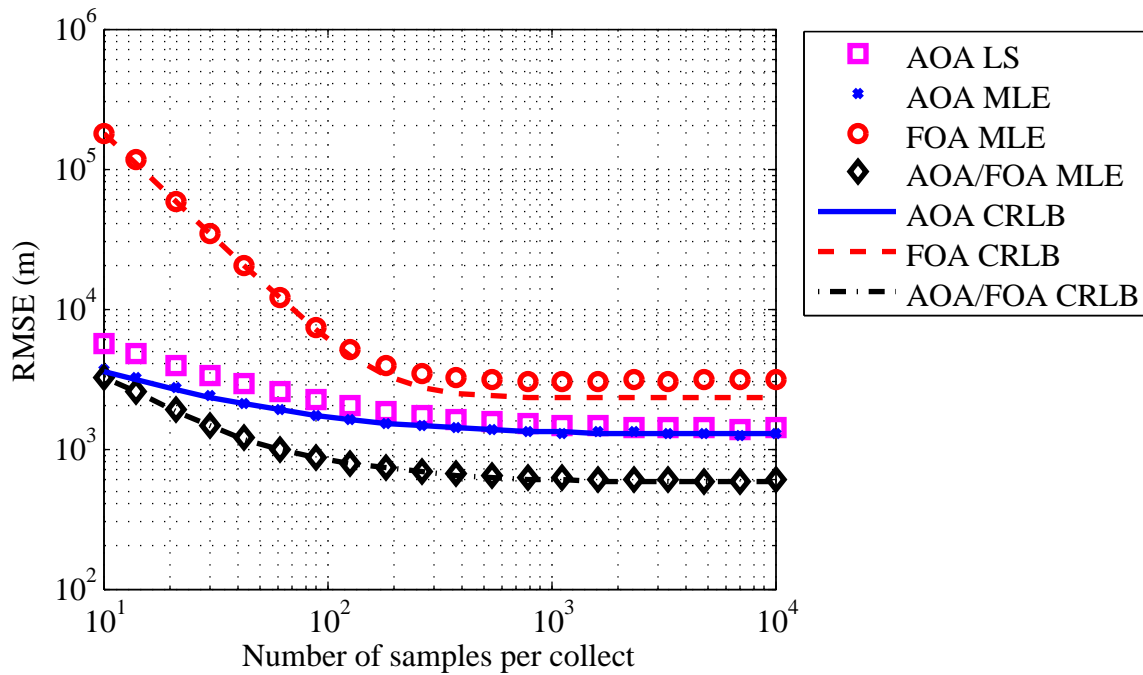 10^6
10^5
10^4
10^3
10^2
RMSE (m)
10^1
10^2
10^3
10^4
Number of samples per collect
AOA LS
AOA MLE
FOA MLE
AOA/FOA MLE
AOA CRLB
FOA CRLB
AOA/FOA CRLB